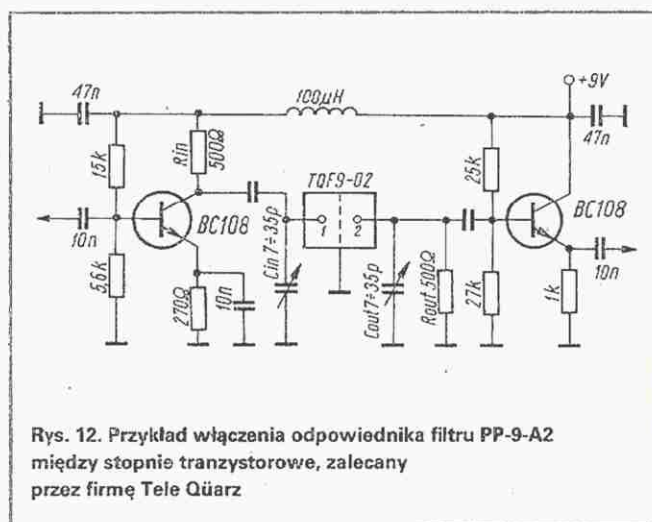 47n
100µH
+9V
47n
15k
Rin
500Ω
TQF9-02
25k
BC108
BC108
10n
1
2
10n
5,6k
270Ω
10n
Cin 7÷35p
Cout 7÷35p
Rout 500Ω
27k
1k
Rys. 12. Przykład włączenia odpowiednika filtru PP-9-A2
między stopnie tranzystorowe, zalecany
przez firmę Tele Qüarz